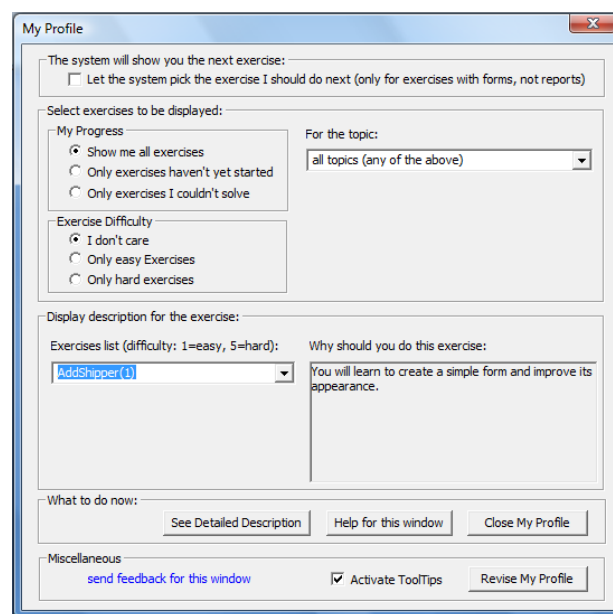 My Profile
The system will show you the next exercise:
Let the system pick the exercise I should do next (only for exercises with forms, not reports)
Select exercises to be displayed:
My Progress
Show me all exercises
Only exercises haven't yet started
Only exercises I couldn't solve
For the topic:
all topics (any of the above)
Exercise Difficulty
I don't care
Only easy Exercises
Only hard exercises
Display description for the exercise:
Exercises list (difficulty: 1=easy, 5=hard):
AddShipper(1)
Why should you do this exercise:
You will learn to create a simple form and improve its
appearance.
What to do now:
See Detailed Description
Help for this window
Close My Profile
Miscellaneous
send feedback for this window
Activate ToolTips
Revise My Profile